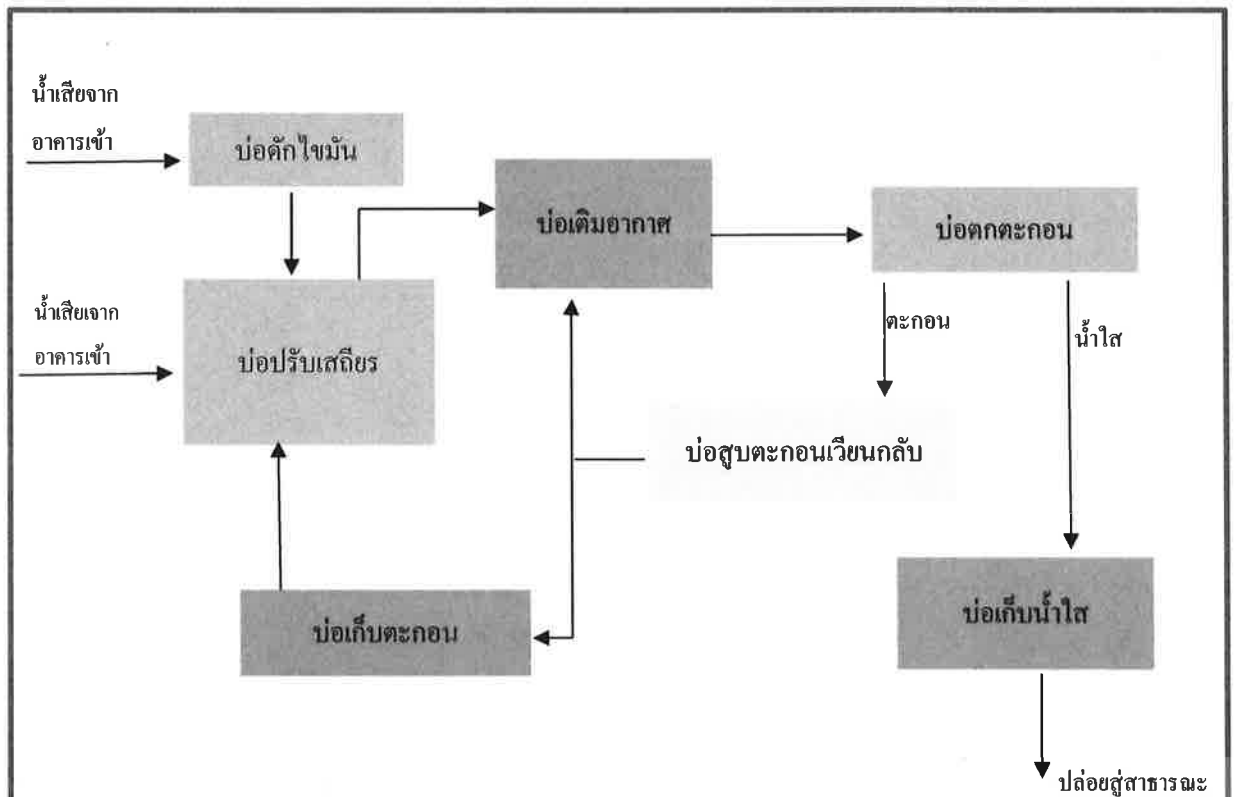 น้ำเสียจาก
อาคารเข้า
บ่อดักไขมัน
บ่อเติมอากาศ
บ่อตกตะกอน
น้ำเสียเจาก
อาคารเข้า
บ่อปรับเสถียร
ตะกอน
น้ำใส
บ่อสูบตะกอนเวียนกลับ
บ่อเก็บตะกอน
บ่อเก็บน้ำใส
ปล่อยสู่สาธารณะ